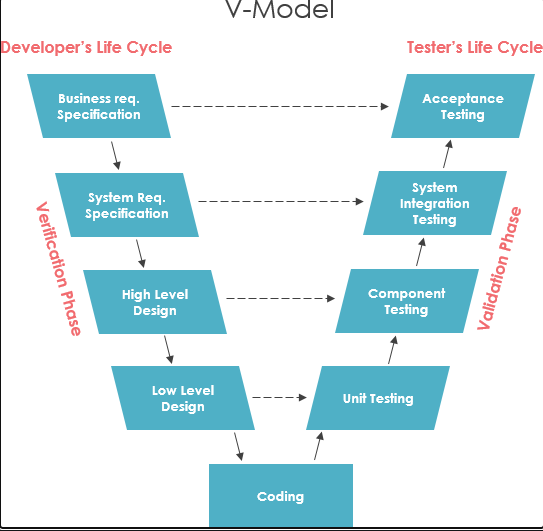 V-Model
Developer's Life Cycle
Tester's Life Cycle
Business req.
Specification
Acceptance
Testing
System Req.
Specification
System
Integration
Testing
Verification Phase
Validation Phase
High Level
Design
Component
Testing
Low Level
Design
Unit Testing
Coding